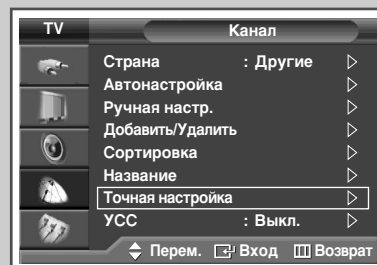 TV Канал
Страна : Другие
Автонастройка
Ручная настр.
Добавить/Удалить
Сортировка
Название
Точная настройка
УСС : Выкл.
Перем. Вход Возврат